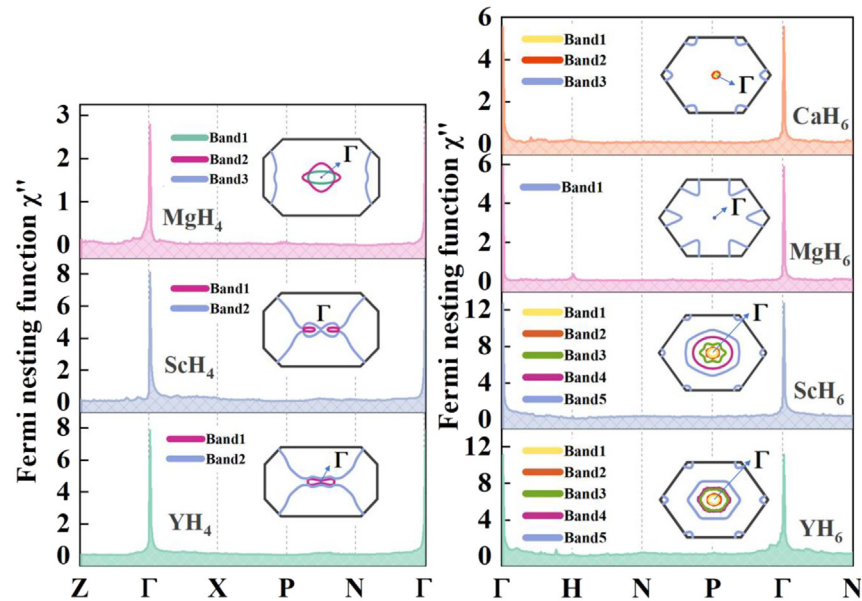 Fermi nesting function χ''
3
2
1
0
Band1
Band2
Band3
Γ
MgH4
8
6
4
2
0
Band1
Band2
Γ
ScH4
8
6
4
2
0
Band1
Band2
Γ
YH4
Z Γ X P N Γ
Fermi nesting function χ''
6
4
2
0
Band1
Band2
Band3
Γ
CaH6
6
4
2
0
Band1
Γ
MgH6
12
8
4
0
Band1
Band2
Band3
Band4
Band5
Γ
ScH6
12
8
4
0
Band1
Band2
Band3
Band4
Band5
Γ
YH6
Γ H N P Γ N